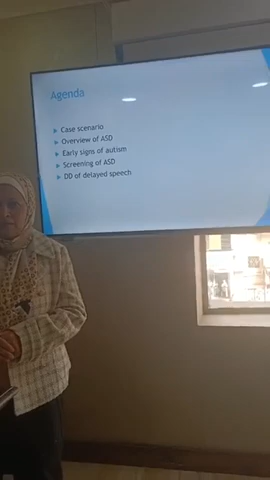 Agenda
Case scenario
Overview of ASD
Early signs of autism
Screening of ASD
DD of delayed speech